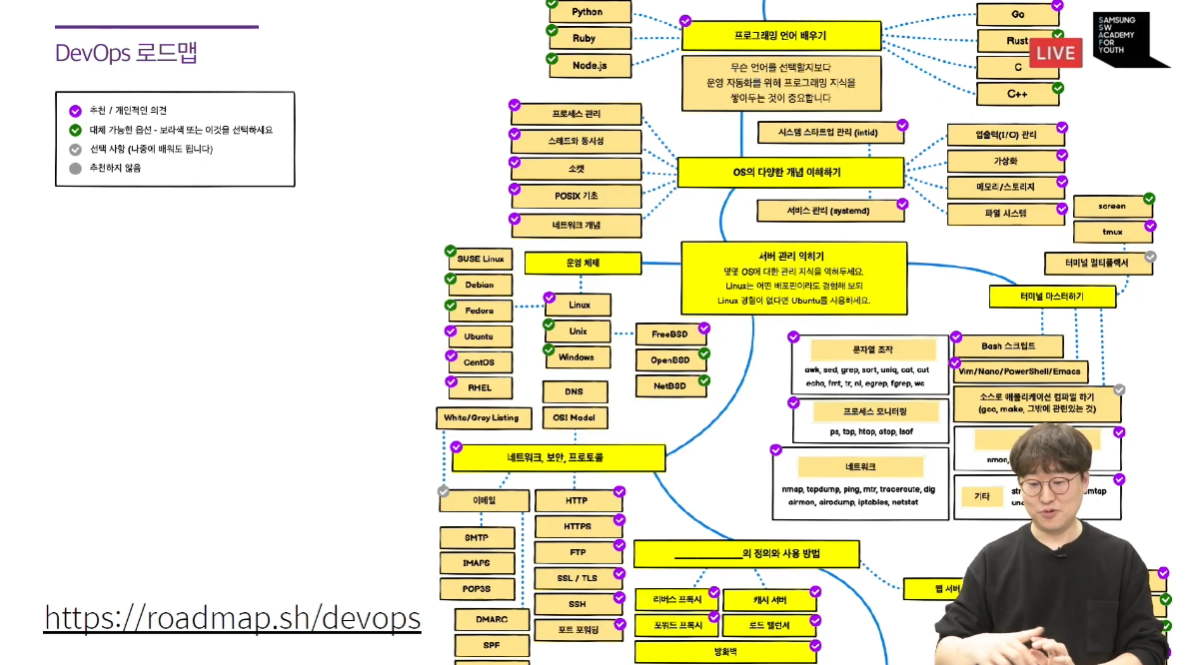 DevOps 로드맵
추천 / 개인적인 의견
대체 가능한 옵션 - 보라색 또는 이것을 선택하세요
선택 사항 (나중에 배워도 됩니다)
추천하지 않음
https://roadmap.sh/devops
Python
Ruby
Node.js
프로그래밍 언어 배우기
무슨 언어를 선택할지보다
운영 자동화를 위해 프로그래밍 지식을
쌓아두는 것이 중요합니다
Go
Rust
C
C++
LIVE
SAMSUNG
SW
ACADEMY
FOR
YOUTH
프로세스 관리
스레드와 동시성
소켓
POSIX 기초
네트워크 개념
시스템 스타트업 관리 (intid)
OS의 다양한 개념 이해하기
서비스 관리 (systemd)
입출력(I/O) 관리
가상화
메모리/스토리지
파일 시스템
screen
tmux
터미널 멀티플렉서
터미널 마스터하기
서버 관리 익히기
몇몇 OS에 대한 관리 지식을 익혀두세요.
Linux는 어떤 배포판이라도 경험해 보되
Linux 경험이 없다면 Ubuntu를 사용하세요.
운영 체제
SUSE Linux
Debian
Fedora
Ubuntu
CentOS
RHEL
Linux
Unix
Windows
FreeBSD
OpenBSD
NetBSD
DNS
OSI Model
White/Grey Listing
네트워크, 보안, 프로토콜
문자열 조작
awk, sed, grep, sort, uniq, cat, cut
echo, fmt, tr, nl, egrep, fgrep, wc
프로세스 모니터링
ps, top, htop, atop, lsof
네트워크
nmap, tcpdump, ping, mtr, traceroute, dig
airmon, airodump, iptables, netstat
Bash 스크립트
Vim/Nano/PowerShell/Emacs
소스로 애플리케이션 컴파일 하기
(gcc, make, 그밖에 관련있는 것)
nmon,
기타
이메일
SMTP
IMAPS
POP3S
DMARC
SPF
HTTP
HTTPS
FTP
SSL / TLS
SSH
포트 포워딩
의 정의와 사용 방법
리버스 프록시
캐시 서버
포워드 프록시
로드 밸런서
방화벽
웹 서버